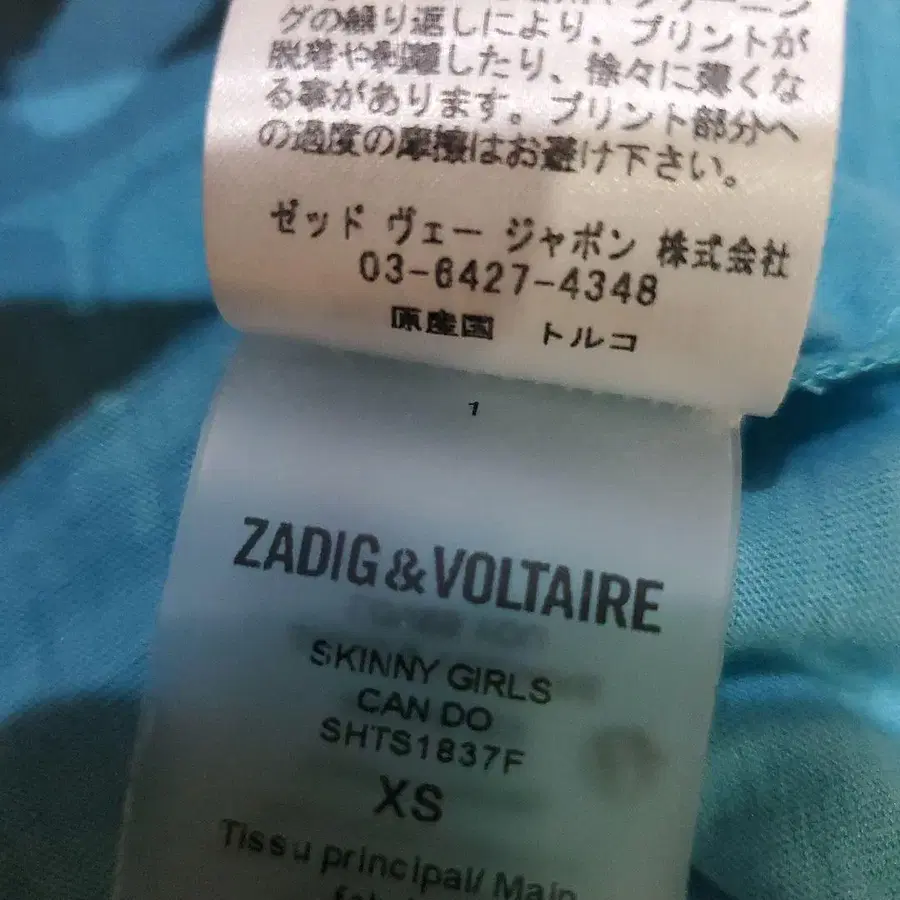 グの繰り返しにより、プリントが
脱落や剥離したり、徐々に薄くな
る事があります。プリント部分へ
の過度の摩擦はお避け下さい。
ゼッド ヴェー ジャポン 株式会社
03-6427-4348
原産国 トルコ
1
ZADIG&VOLTAIRE
SKINNY GIRLS
CAN DO
SHTS1837F
XS
Tissu principal/ Main